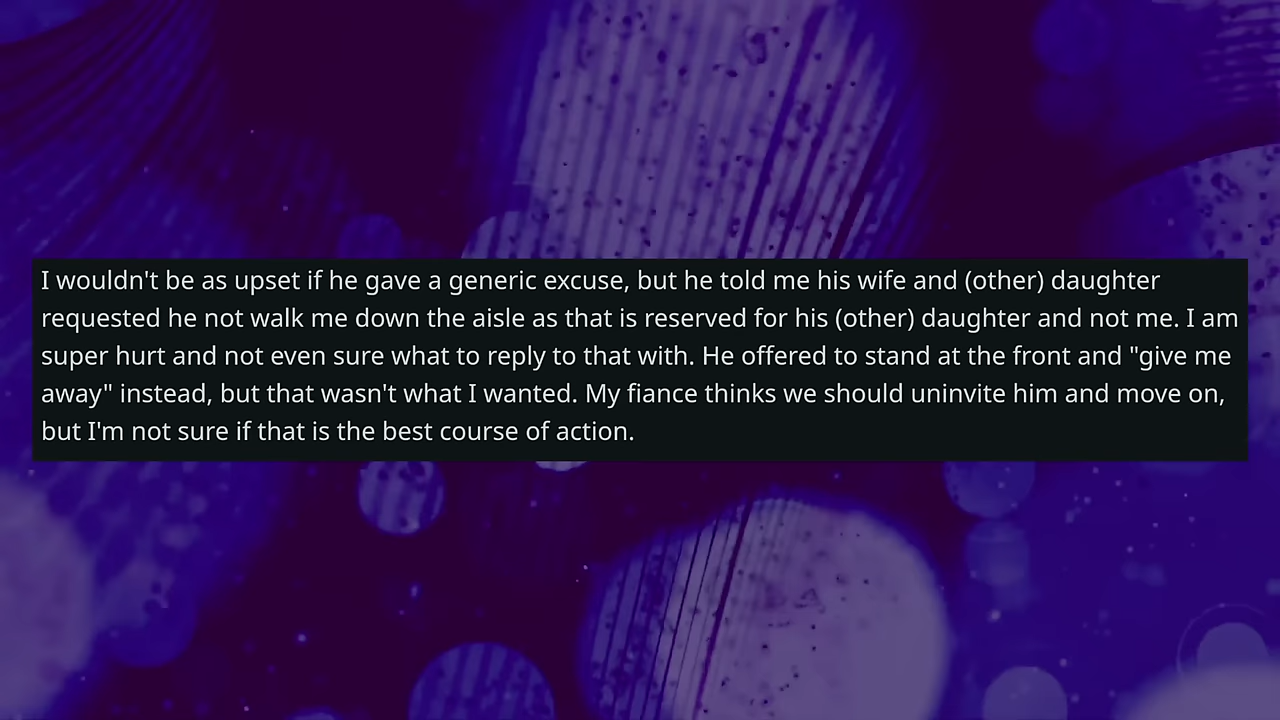 I wouldn't be as upset if he gave a generic excuse, but he told me his wife and (other) daughter
requested he not walk me down the aisle as that is reserved for his (other) daughter and not me. I am
super hurt and not even sure what to reply to that with. He offered to stand at the front and "give me
away" instead, but that wasn't what I wanted. My fiance thinks we should uninvite him and move on,
but I'm not sure if that is the best course of action.